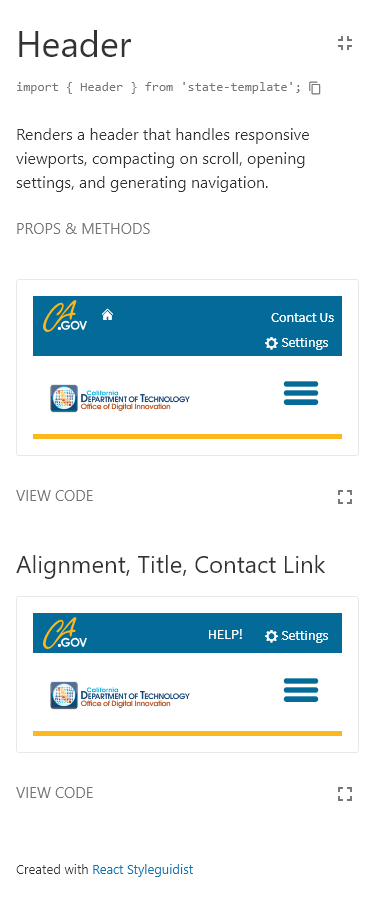 Header
import { Header } from 'state-template';
Renders a header that handles responsive
viewports, compacting on scroll, opening
settings, and generating navigation.
PROPS & METHODS
CA
.GOV
Contact Us
Settings
California
DEPARTMENT OF TECHNOLOGY
Office of Digital Innovation
VIEW CODE
Alignment, Title, Contact Link
CA
.GOV
HELP!
Settings
California
DEPARTMENT OF TECHNOLOGY
Office of Digital Innovation
VIEW CODE
Created with React Styleguidist